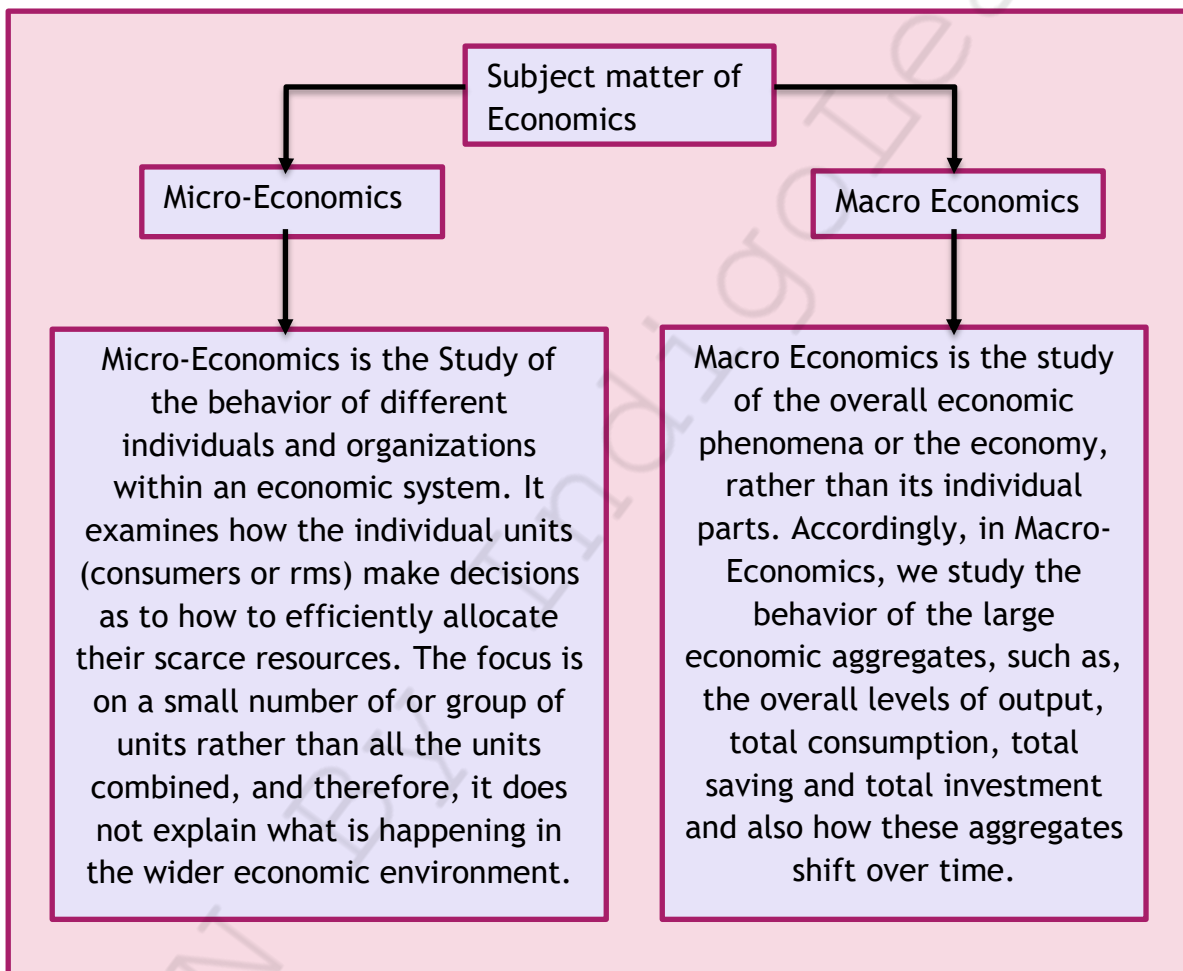 Subject matter of
Economics
Micro-Economics
Macro Economics
Micro-Economics is the Study of
the behavior of different
individuals and organizations
within an economic system. It
examines how the individual units
(consumers or rms) make decisions
as to how to efficiently allocate
their scarce resources. The focus is
on a small number of or group of
units rather than all the units
combined, and therefore, it does
not explain what is happening in
the wider economic environment.
Macro Economics is the study
of the overall economic
phenomena or the economy,
rather than its individual
parts. Accordingly, in Macro-
Economics, we study the
behavior of the large
economic aggregates, such as,
the overall levels of output,
total consumption, total
saving and total investment
and also how these aggregates
shift over time.
By Indigo